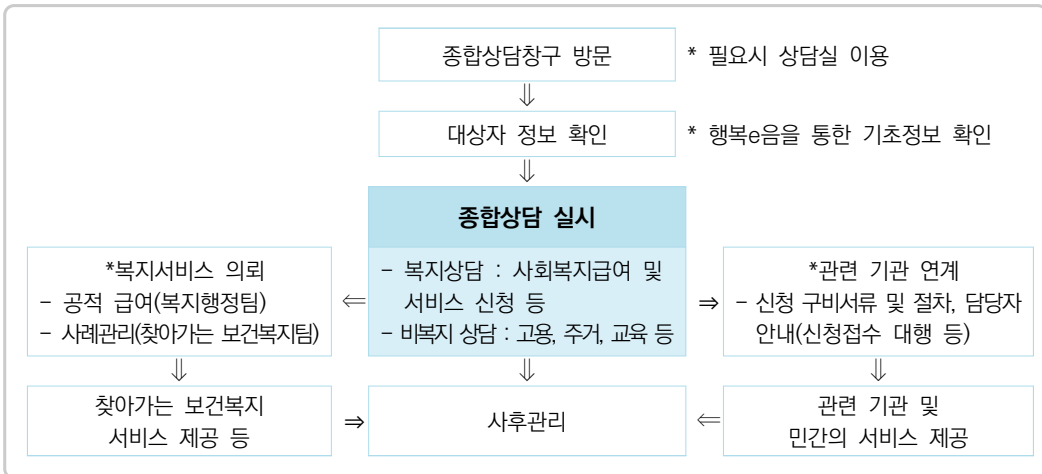 종합상담창구 방문
* 필요시 상담실 이용
⇓
대상자 정보 확인
* 행복e음을 통한 기초정보 확인
⇓
종합상담 실시
*복지서비스 의뢰
- 공적 급여(복지행정팀)
- 사례관리(찾아가는 보건복지팀)
⇐
- 복지상담 : 사회복지급여 및
서비스 신청 등
- 비복지 상담 : 고용, 주거, 교육 등
⇒
*관련 기관 연계
- 신청 구비서류 및 절차, 담당자
안내(신청접수 대행 등)
⇓
⇓
⇓
찾아가는 보건복지
서비스 제공 등
⇒
사후관리
⇐
관련 기관 및
민간의 서비스 제공